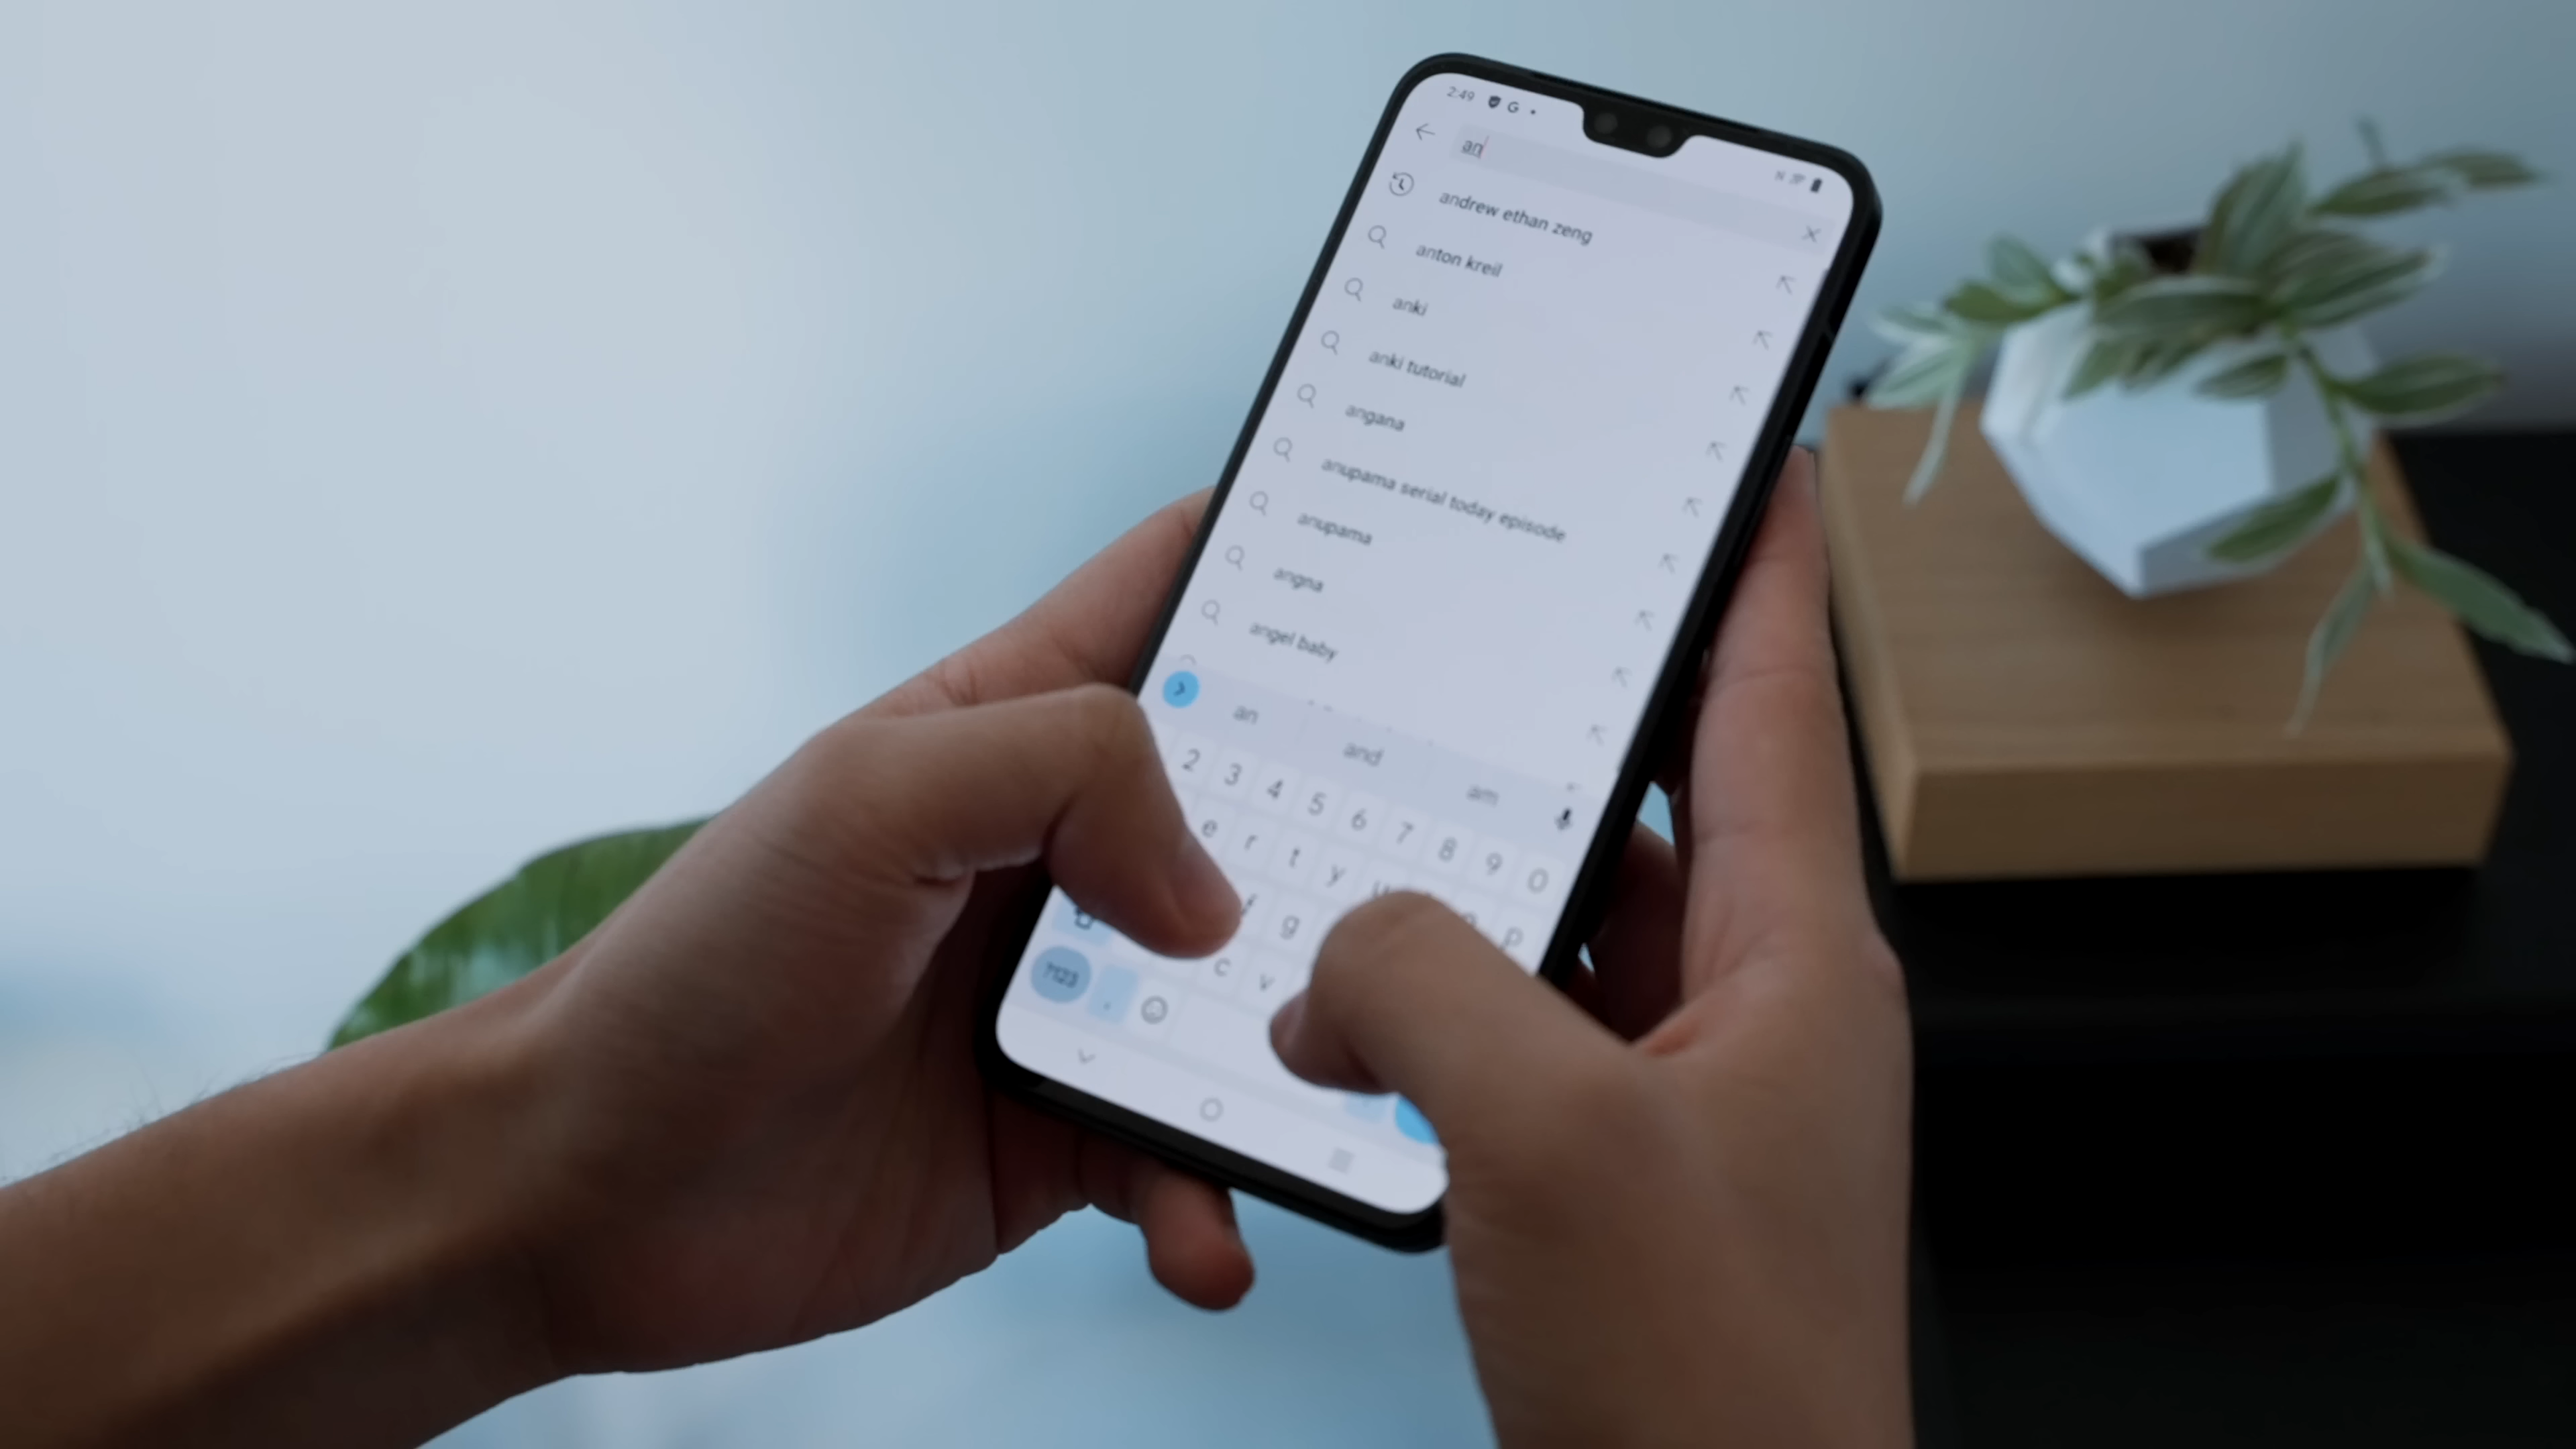 2:49 G
an
andrew ethan zeng
anton kreil
anki
anki tutorial
angana
anupama serial today episode
anupama
angna
angel baby
an and am
2 3 4 5 6 7 8 9 0
e r t y u o p
f g
c v
?123 ,